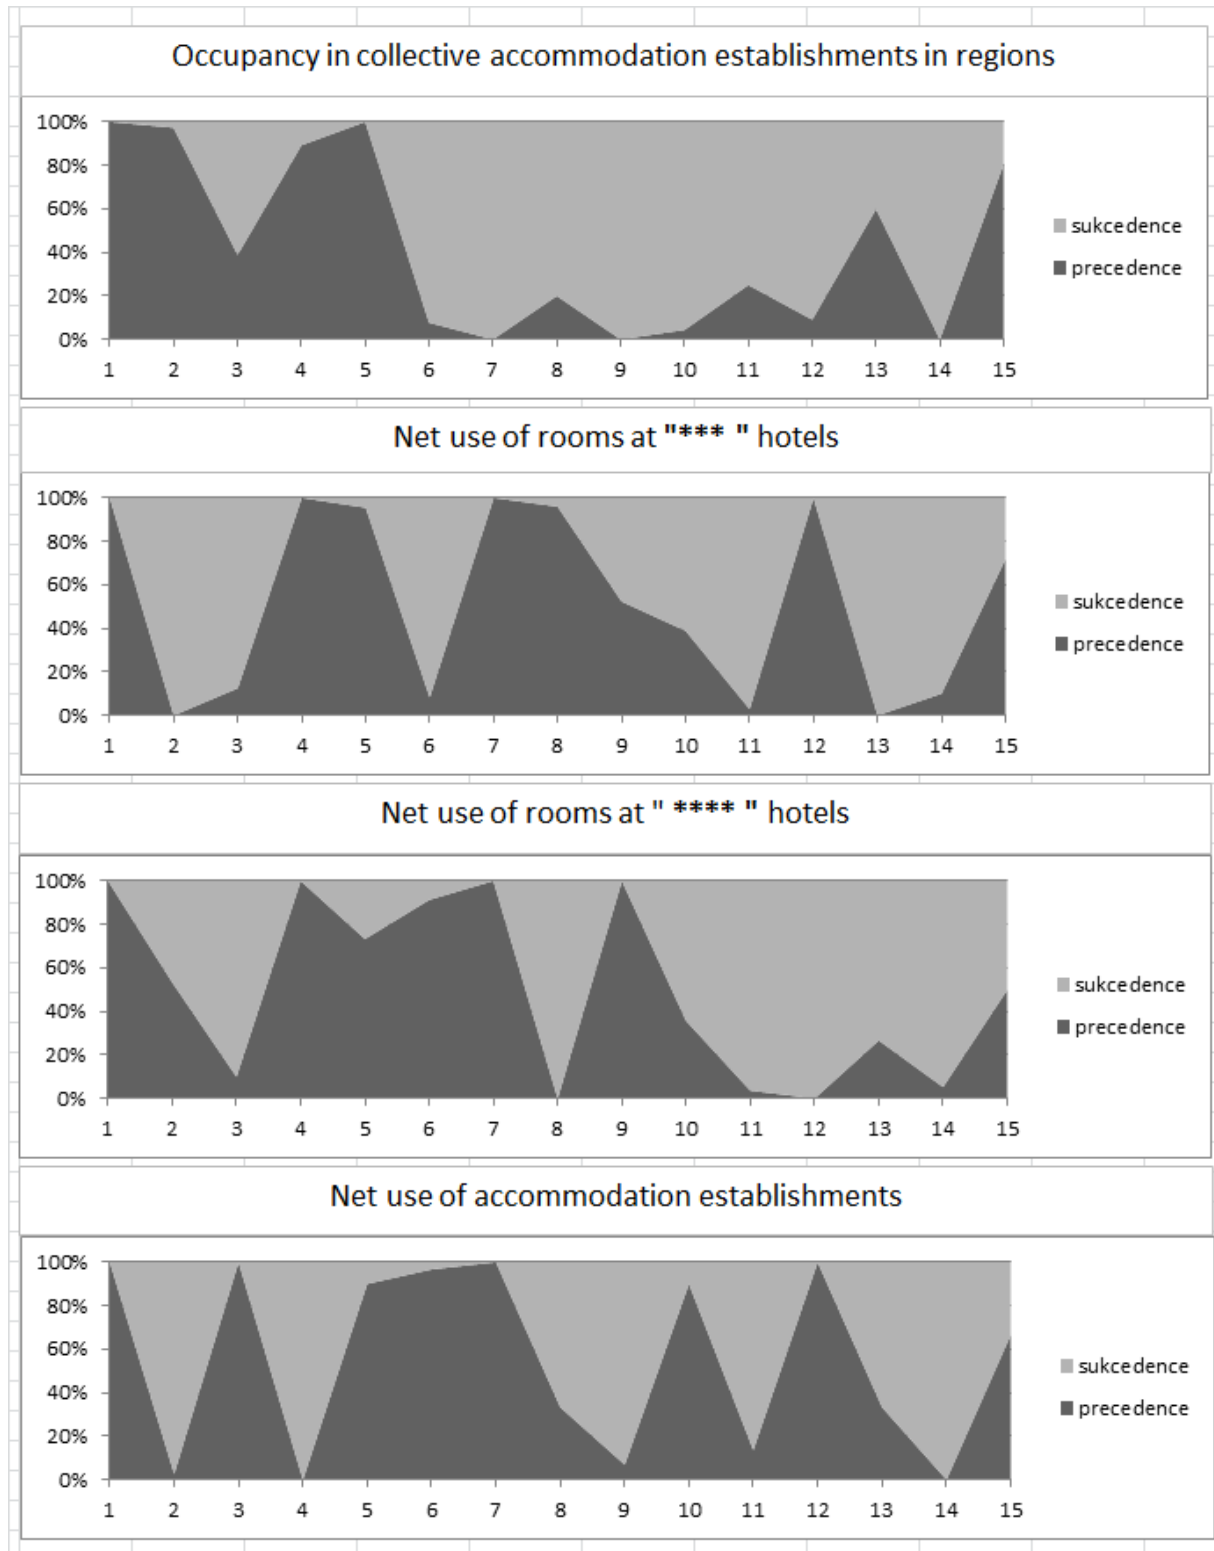 Occupancy in collective accommodation establishments in regions
100%
80%
60%
40%
20%
0%
1 2 3 4 5 6 7 8 9 10 11 12 13 14 15
sukcedence
precedence
Net use of rooms at "*** " hotels
100%
80%
60%
40%
20%
0%
1 2 3 4 5 6 7 8 9 10 11 12 13 14 15
sukcedence
precedence
Net use of rooms at " **** " hotels
100%
80%
60%
40%
20%
0%
1 2 3 4 5 6 7 8 9 10 11 12 13 14 15
sukcedence
precedence
Net use of accommodation establishments
100%
80%
60%
40%
20%
0%
1 2 3 4 5 6 7 8 9 10 11 12 13 14 15
sukcedence
precedence